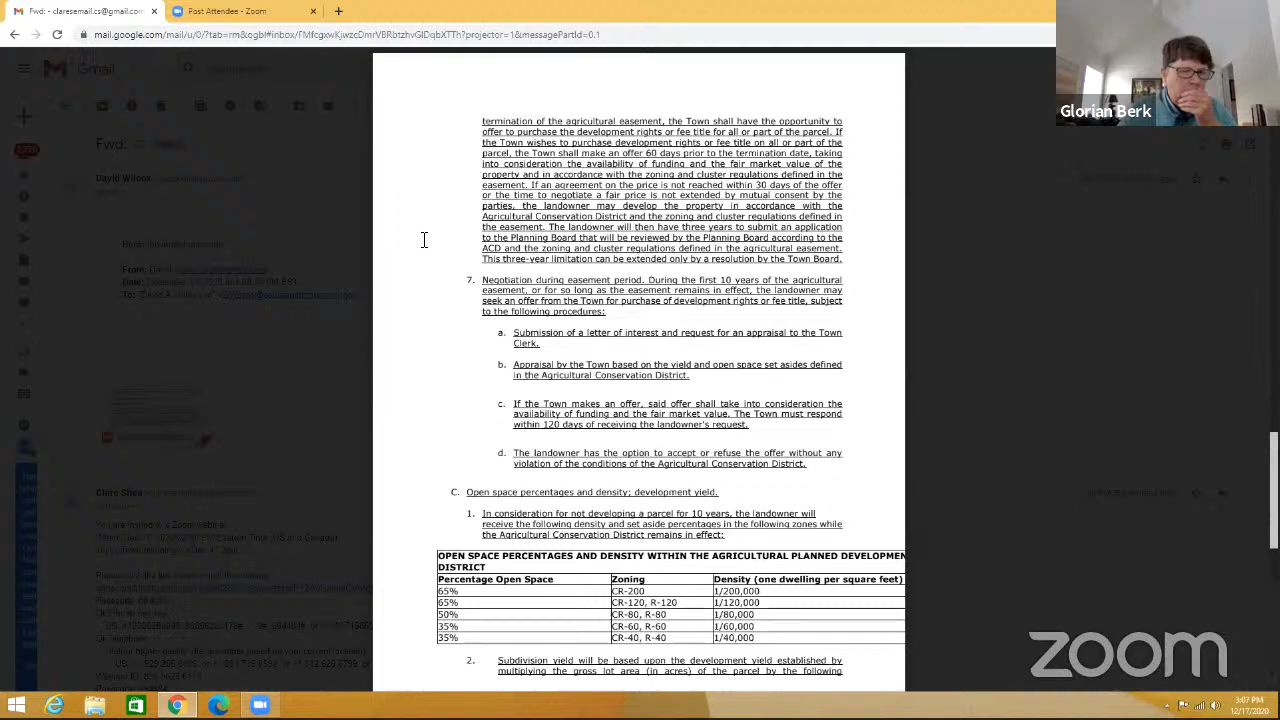 Fwd: - claresemail.cs@gmail.com
Post Attendee - Zoom
mail.google.com/mail/u/0/?tab=rm&ogbl#inbox/FMfcgxwKjwzcDmrVBRbtzhvGlDqbXTTh?projector=1&messagePartId=0.1
Gmail
Fwd:
David Wilcox
From: David
To:
Claire Shea
Glorian Berk
termination of the agricultural easement, the Town shall have the opportunity to
offer to purchase the development rights or fee title for all or part of the parcel. If
the Town wishes to purchase development rights or fee title on all or part of the
parcel, the Town shall make an offer 60 days prior to the termination date, taking
into consideration the availability of funding and the fair market value of the
property and in accordance with the zoning and cluster regulations defined in the
easement. If an agreement on the price is not reached within 30 days of the offer
or the time to negotiate a fair price is not extended by mutual consent by the
parties, the landowner may develop the property in accordance with the
Agricultural Conservation District and the zoning and cluster regulations defined in
the easement. The landowner will then have three years to submit an application
to the Planning Board that will be reviewed by the Planning Board according to the
ACD and the zoning and cluster regulations defined in the agricultural easement.
This three-year limitation can be extended only by a resolution by the Town Board.
7. Negotiation during easement period. During the first 10 years of the agricultural
easement, or for so long as the easement remains in effect, the landowner may
seek an offer from the Town for purchase of development rights or fee title, subject
to the following procedures:
a. Submission of a letter of interest and request for an appraisal to the Town
Clerk.
b. Appraisal by the Town based on the yield and open space set asides defined
in the Agricultural Conservation District.
c. If the Town makes an offer, said offer shall take into consideration the
availability of funding and the fair market value. The Town must respond
within 120 days of receiving the landowner's request.
d. The landowner has the option to accept or refuse the offer without any
violation of the conditions of the Agricultural Conservation District.
C. Open space percentages and density; development yield.
1. In consideration for not developing a parcel for 10 years, the landowner will
receive the following density and set aside percentages in the following zones while
the Agricultural Conservation District remains in effect:
OPEN SPACE PERCENTAGES AND DENSITY WITHIN THE AGRICULTURAL PLANNED DEVELOPMEN
DISTRICT
Percentage Open Space Zoning Density (one dwelling per square feet)
65% CR-200 1/200,000
65% CR-120, R-120 1/120,000
50% CR-80, R-80 1/80,000
35% CR-60, R-60 1/60,000
35% CR-40, R-40 1/40,000
2. Subdivision yield will be based upon the development yield established by
multiplying the gross lot area (in acres) of the parcel by the following
zoom
3:07 PM
12/17/2020